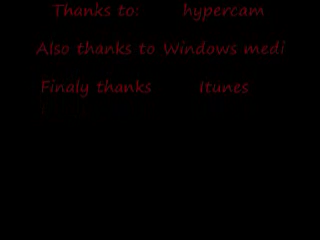 Thanks to: hypercam
Also thanks to Windows medi
Finaly thanks Itunes